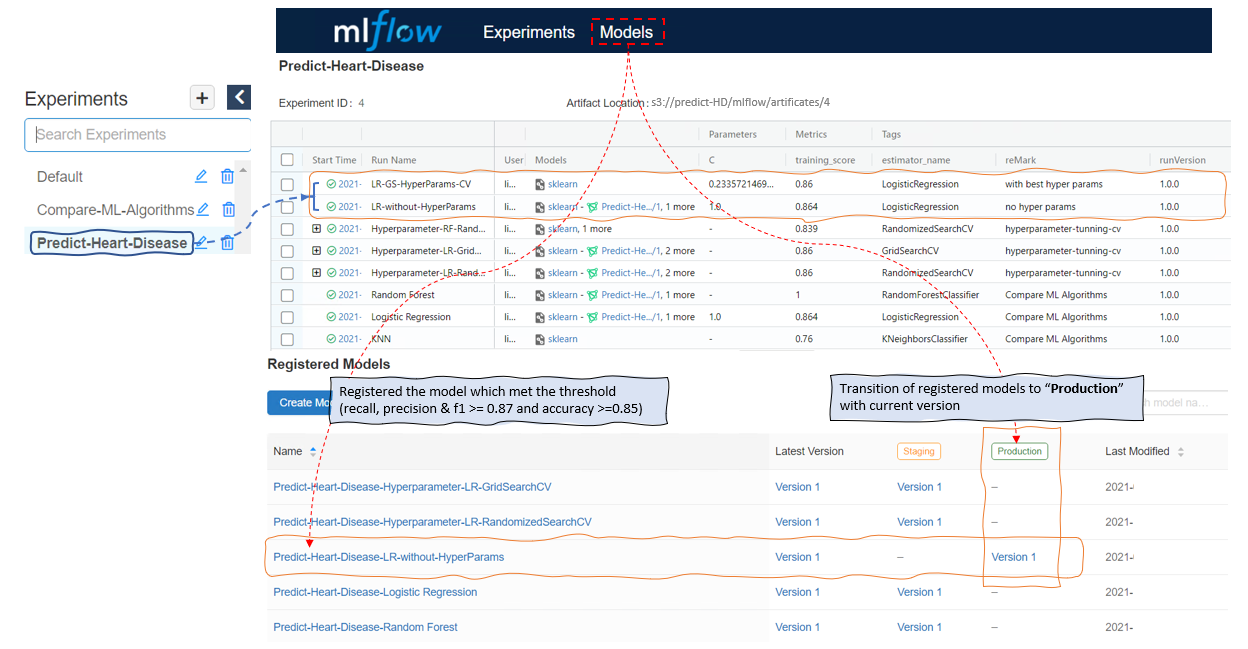 mlflow Experiments Models
Predict-Heart-Disease
Experiment ID: 4 Artifact Location: s3://predict-HD/mlflow/artificates/4
Experiments +
Search Experiments
Default
Compare-ML-Algorithms
Predict-Heart-Disease
Parameters Metrics Tags
Start Time Run Name User Models C training_score estimator_name reMark runVersion
2021- LR-GS-HyperParams-CV li... sklearn 0.2335721469... 0.86 LogisticRegression with best hyper params 1.0.0
2021- LR-without-HyperParams li... sklearn - Predict-He.../1, 1 more 1.0 0.864 LogisticRegression no hyper params 1.0.0
2021- Hyperparameter-RF-Rand... li... sklearn, 1 more - 0.839 RandomizedSearchCV hyperparameter-tunning-cv 1.0.0
2021- Hyperparameter-LR-Grid... li... sklearn - Predict-He.../1, 2 more - 0.86 GridSearchCV hyperparameter-tunning-cv 1.0.0
2021- Hyperparameter-LR-Rand... li... sklearn - Predict-He.../1, 2 more - 0.86 RandomizedSearchCV hyperparameter-tunning-cv 1.0.0
2021- Random Forest li... sklearn - Predict-He.../1, 1 more - 1 RandomForestClassifier Compare ML Algorithms 1.0.0
2021- Logistic Regression li... sklearn - Predict-He.../1, 1 more 1.0 0.864 LogisticRegression Compare ML Algorithms 1.0.0
2021- KNN li... sklearn - 0.76 KNeighborsClassifier Compare ML Algorithms 1.0.0
Registered Models
Create Mo
Registered the model which met the threshold
(recall, precision & f1 >= 0.87 and accuracy >=0.85)
Transition of registered models to “Production”
with current version
model na...
Name Latest Version Staging Production Last Modified
Predict-Heart-Disease-Hyperparameter-LR-GridSearchCV Version 1 Version 1 – 2021-
Predict-Heart-Disease-Hyperparameter-LR-RandomizedSearchCV Version 1 Version 1 – 2021-
Predict-Heart-Disease-LR-without-HyperParams Version 1 – Version 1 2021-
Predict-Heart-Disease-Logistic Regression Version 1 Version 1 – 2021-
Predict-Heart-Disease-Random Forest Version 1 Version 1 – 2021-